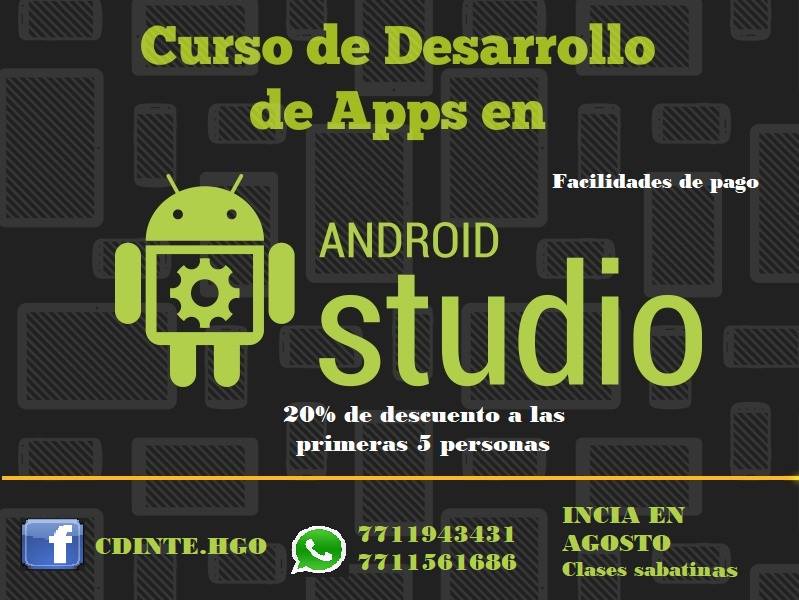 Curso de Desarrollo
de Apps en
Facilidades de pago
ANDROID
studio
20% de descuento a las
primeras 5 personas
f
CDINTE.HGO
7711943431
7711561686
INCIA EN
AGOSTO
Clases sabatinas